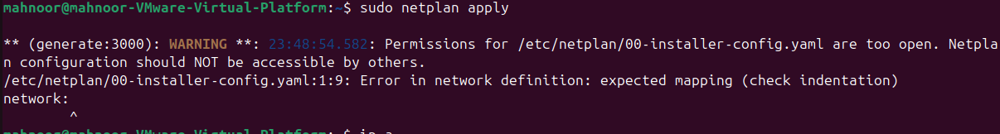 mahnoor@mahnoor-VMware-Virtual-Platform:~$ sudo netplan apply
** (generate:3000): WARNING **: 23:48:54.582: Permissions for /etc/netplan/00-installer-config.yaml are too open. Netpla
n configuration should NOT be accessible by others.
/etc/netplan/00-installer-config.yaml:1:9: Error in network definition: expected mapping (check indentation)
network:
        ^
mahnoor@mahnoor-VMware-Virtual-Platform:~$ ip a